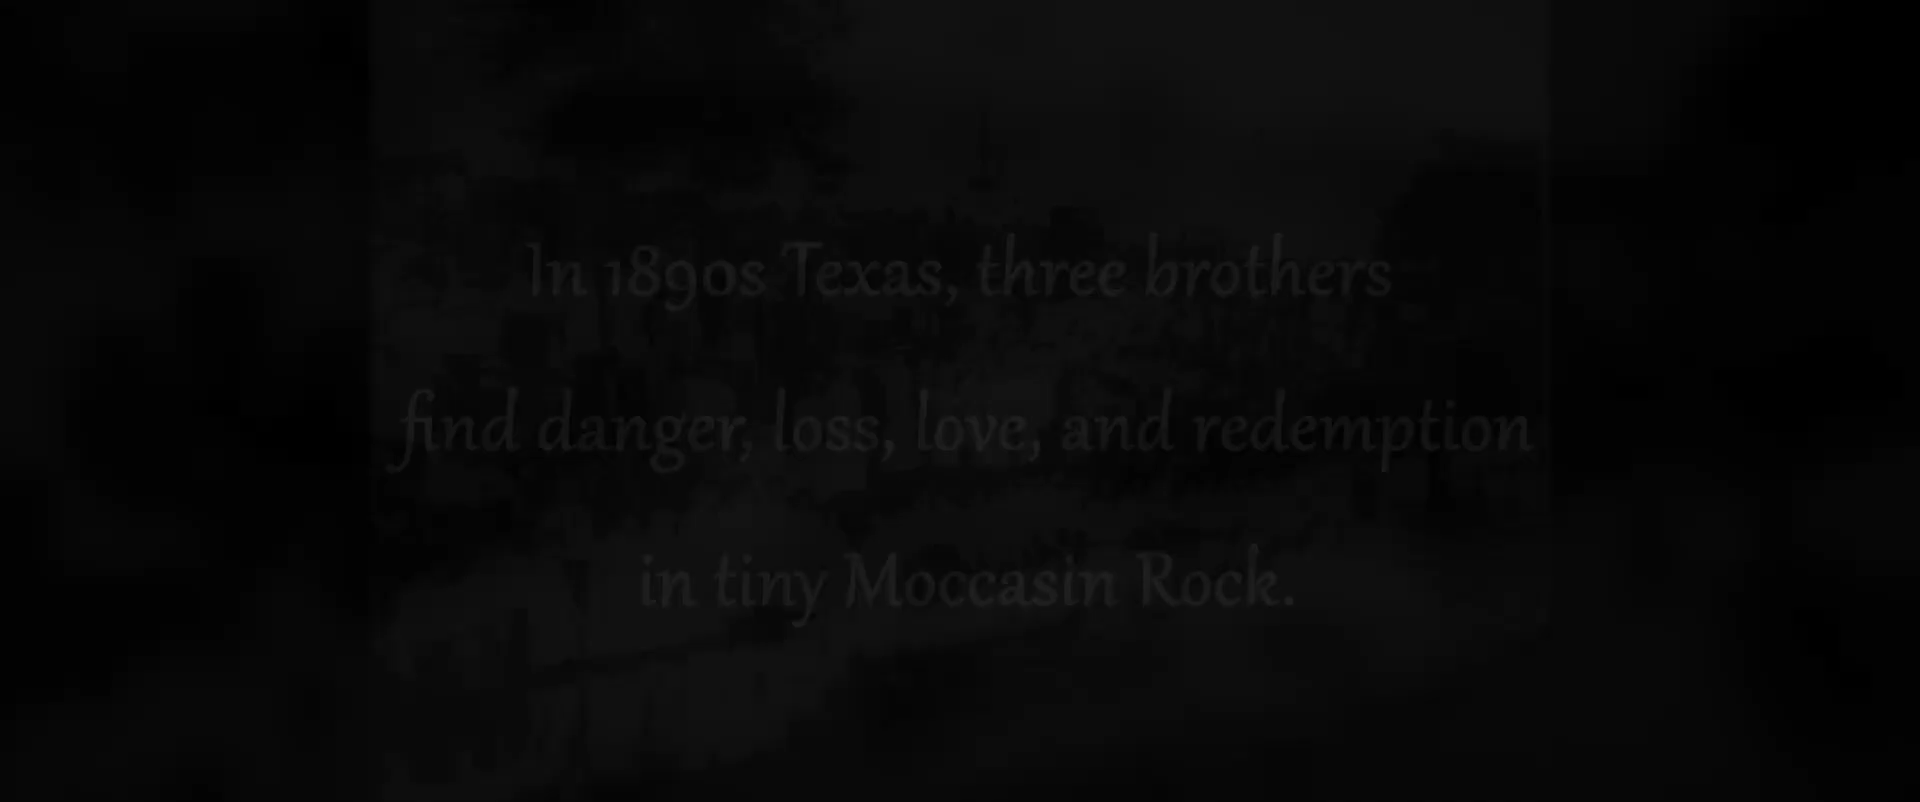 In 1890s Texas, three brothers
find danger, loss, love, and redemption
in tiny Moccasin Rock.